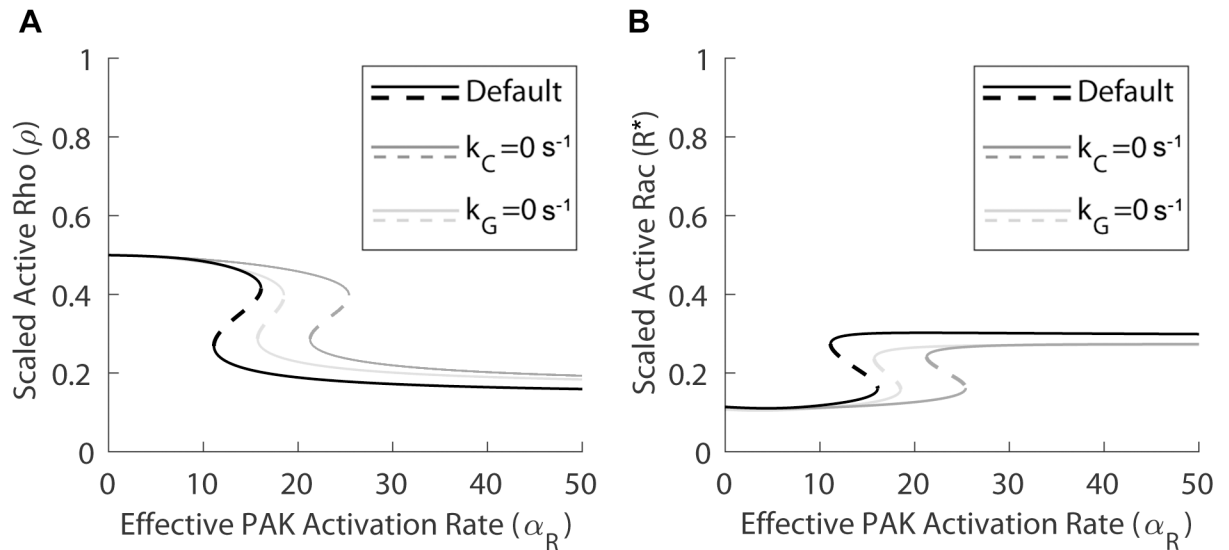 A
Scaled Active Rho (ρ)
1
0.8
0.6
0.4
0.2
0
0 10 20 30 40 50
Effective PAK Activation Rate (α_R)
Default
k_C =0 s⁻¹
k_G =0 s⁻¹
B
Scaled Active Rac (R*)
1
0.8
0.6
0.4
0.2
0
0 10 20 30 40 50
Effective PAK Activation Rate (α_R)
Default
k_C =0 s⁻¹
k_G =0 s⁻¹